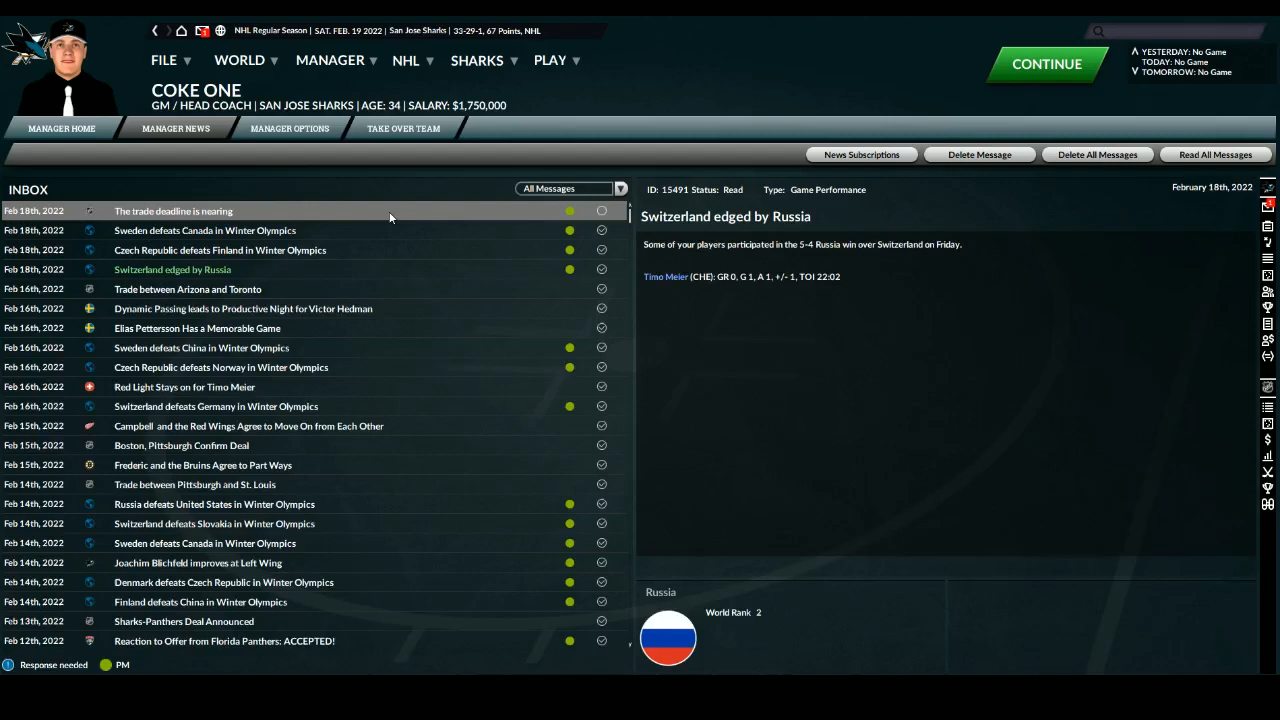 NHL Regular Season | SAT. FEB. 19 2022 | San Jose Sharks | 33-29-1, 67 Points, NHL
FILE WORLD MANAGER NHL SHARKS PLAY
CONTINUE
YESTERDAY: No Game
TODAY: No Game
TOMORROW: No Game
COKE ONE
GM / HEAD COACH | SAN JOSE SHARKS | AGE: 34 | SALARY: $1,750,000
MANAGER HOME MANAGER NEWS MANAGER OPTIONS TAKE OVER TEAM
News Subscriptions Delete Message Delete All Messages Read All Messages
INBOX All Messages
Feb 18th, 2022 The trade deadline is nearing
Feb 18th, 2022 Sweden defeats Canada in Winter Olympics
Feb 18th, 2022 Czech Republic defeats Finland in Winter Olympics
Feb 18th, 2022 Switzerland edged by Russia
Feb 16th, 2022 Trade between Arizona and Toronto
Feb 16th, 2022 Dynamic Passing leads to Productive Night for Victor Hedman
Feb 16th, 2022 Elias Pettersson Has a Memorable Game
Feb 16th, 2022 Sweden defeats China in Winter Olympics
Feb 16th, 2022 Czech Republic defeats Norway in Winter Olympics
Feb 16th, 2022 Red Light Stays on for Timo Meier
Feb 16th, 2022 Switzerland defeats Germany in Winter Olympics
Feb 15th, 2022 Campbell and the Red Wings Agree to Move On from Each Other
Feb 15th, 2022 Boston, Pittsburgh Confirm Deal
Feb 15th, 2022 Frederic and the Bruins Agree to Part Ways
Feb 14th, 2022 Trade between Pittsburgh and St. Louis
Feb 14th, 2022 Russia defeats United States in Winter Olympics
Feb 14th, 2022 Switzerland defeats Slovakia in Winter Olympics
Feb 14th, 2022 Sweden defeats Canada in Winter Olympics
Feb 14th, 2022 Joachim Blichfeld improves at Left Wing
Feb 14th, 2022 Denmark defeats Czech Republic in Winter Olympics
Feb 14th, 2022 Finland defeats China in Winter Olympics
Feb 13th, 2022 Sharks-Panthers Deal Announced
Feb 12th, 2022 Reaction to Offer from Florida Panthers: ACCEPTED!
Response needed PM
ID: 15491 Status: Read Type: Game Performance February 18th, 2022
Switzerland edged by Russia
Some of your players participated in the 5-4 Russia win over Switzerland on Friday.
Timo Meier (CHE): GR 0, G 1, A 1, +/- 1, TOI 22:02
Russia
World Rank 2